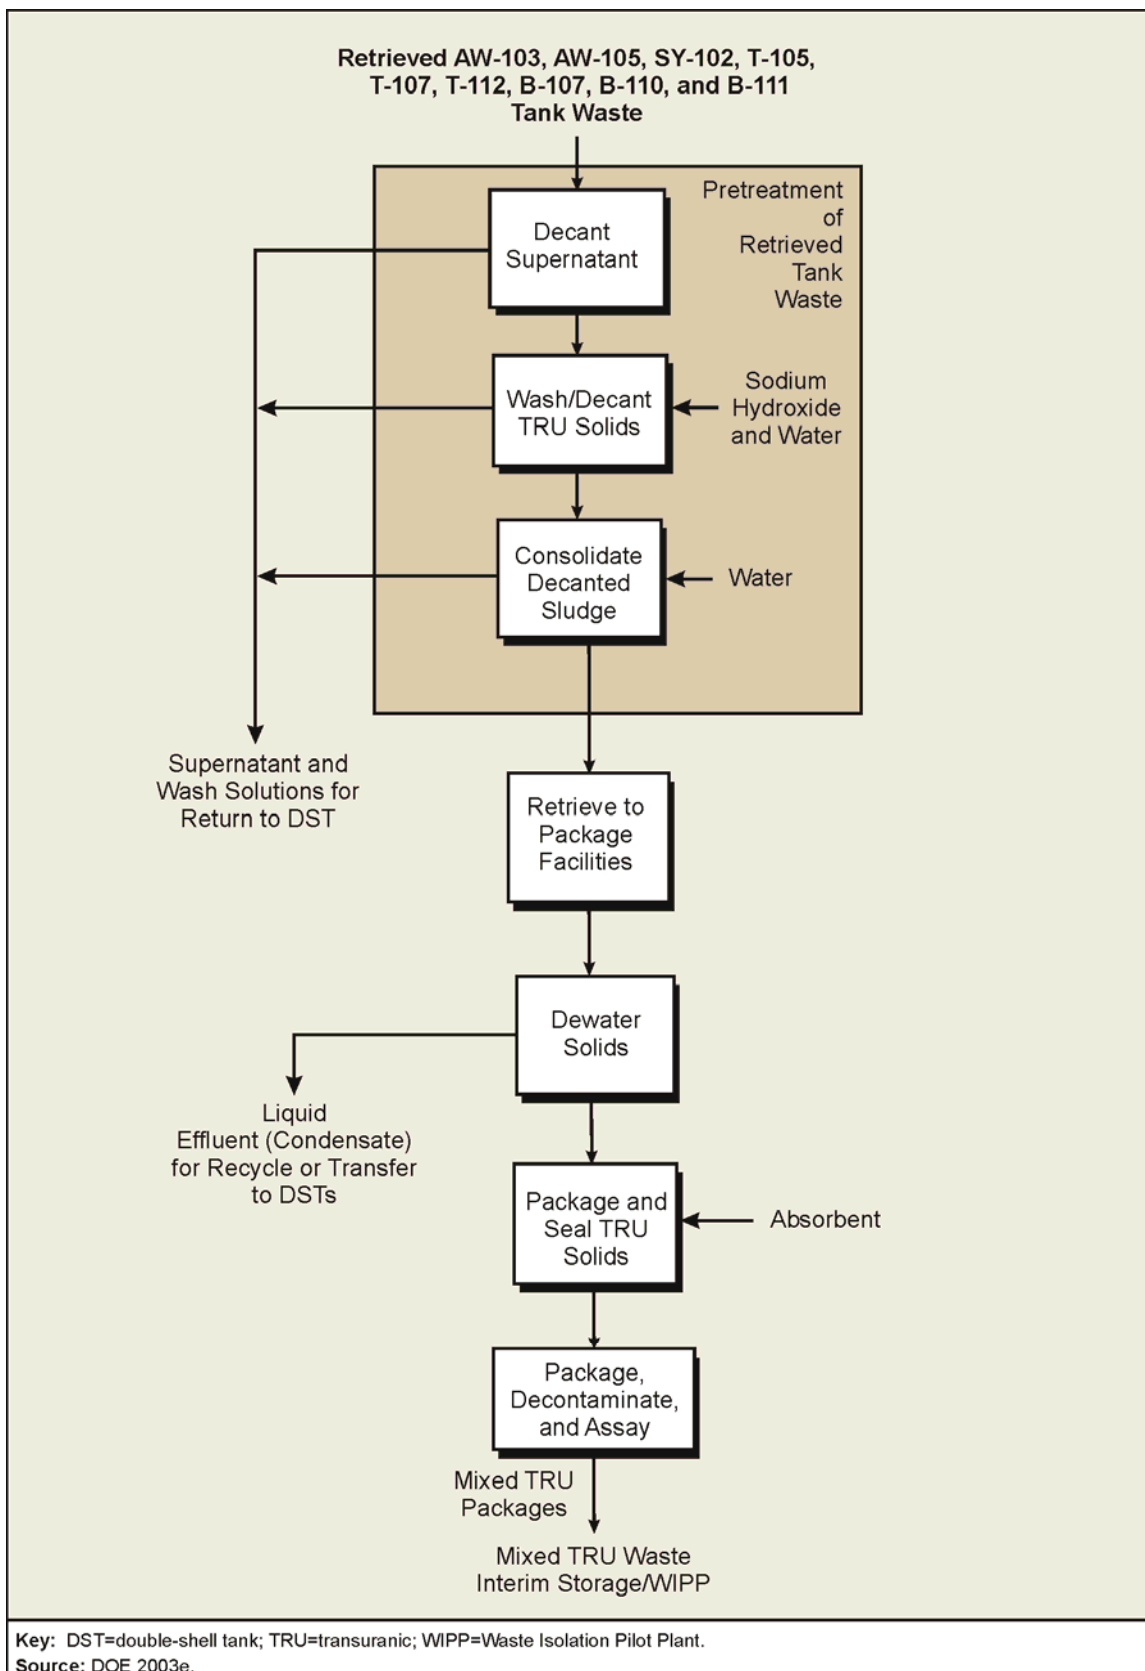 Retrieved AW-103, AW-105, SY-102, T-105,
T-107, T-112, B-107, B-110, and B-111
Tank Waste
Pretreatment
of
Retrieved
Tank
Waste
Decant
Supernatant
Wash/Decant
TRU Solids
Sodium
Hydroxide
and Water
Consolidate
Decanted
Sludge
Water
Supernatant and
Wash Solutions for
Return to DST
Retrieve to
Package
Facilities
Dewater
Solids
Liquid
Effluent (Condensate)
for Recycle or Transfer
to DSTs
Package and
Seal TRU
Solids
Absorbent
Package,
Decontaminate,
and Assay
Mixed TRU
Packages
Mixed TRU Waste
Interim Storage/WIPP
Key: DST=double-shell tank; TRU=transuranic; WIPP=Waste Isolation Pilot Plant.
Source: DOE 2003e.